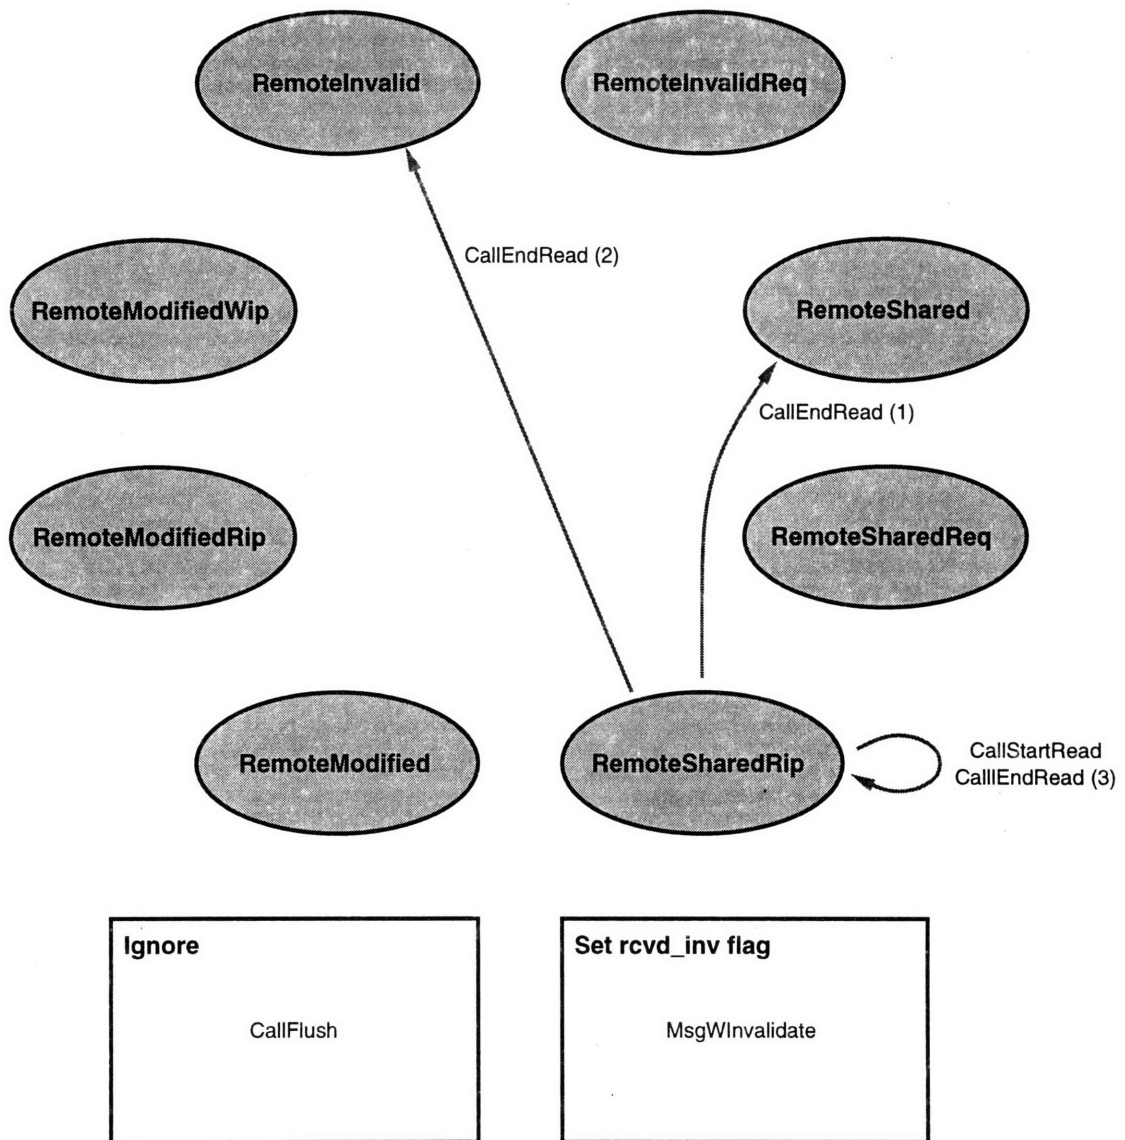 RemoteInvalid
RemoteInvalidReq
CallEndRead (2)
RemoteModifiedWip
RemoteShared
CallEndRead (1)
RemoteModifiedRip
RemoteSharedReq
RemoteModified
RemoteSharedRip
CallStartRead
CalllEndRead (3)
Ignore
Set rcvd_inv flag
CallFlush
MsgWInvalidate